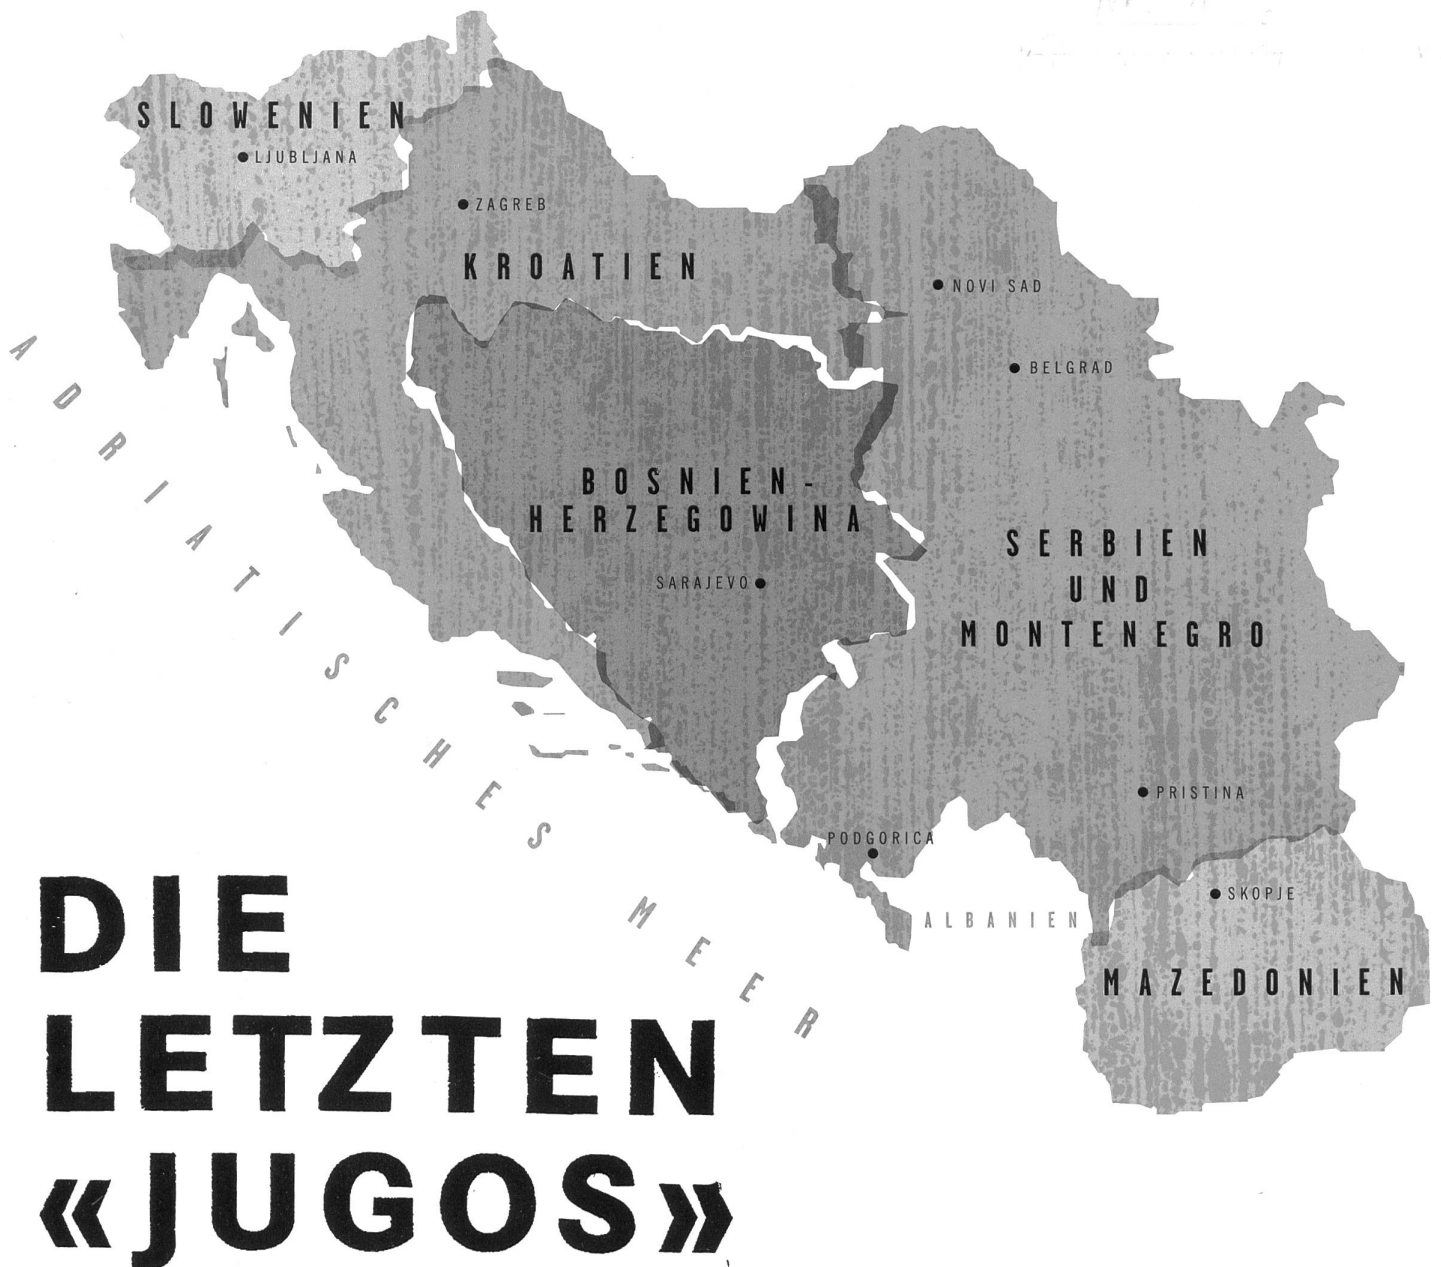 SLOWENIEN
LJUBLJANA
ZAGREB
KROATIEN
NOVI SAD
BELGRAD
ADRIATISCHES MEER
BOSNIEN-
HERZEGOWINA
SARAJEVO
SERBIEN
UND
MONTENEGRO
PRISTINA
PODGORICA
SKOPJE
ALBANIEN
MAZEDONIEN
DIE
LETZTEN
«JUGOS»